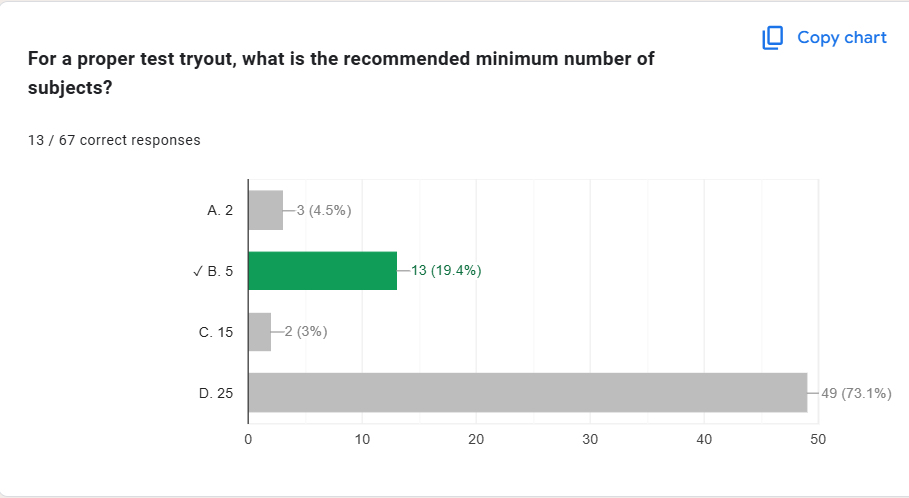 Copy chart
For a proper test tryout, what is the recommended minimum number of
subjects?
13 / 67 correct responses
A. 2
3 (4.5%)
✓ B. 5
13 (19.4%)
C. 15
2 (3%)
D. 25
49 (73.1%)
0 10 20 30 40 50